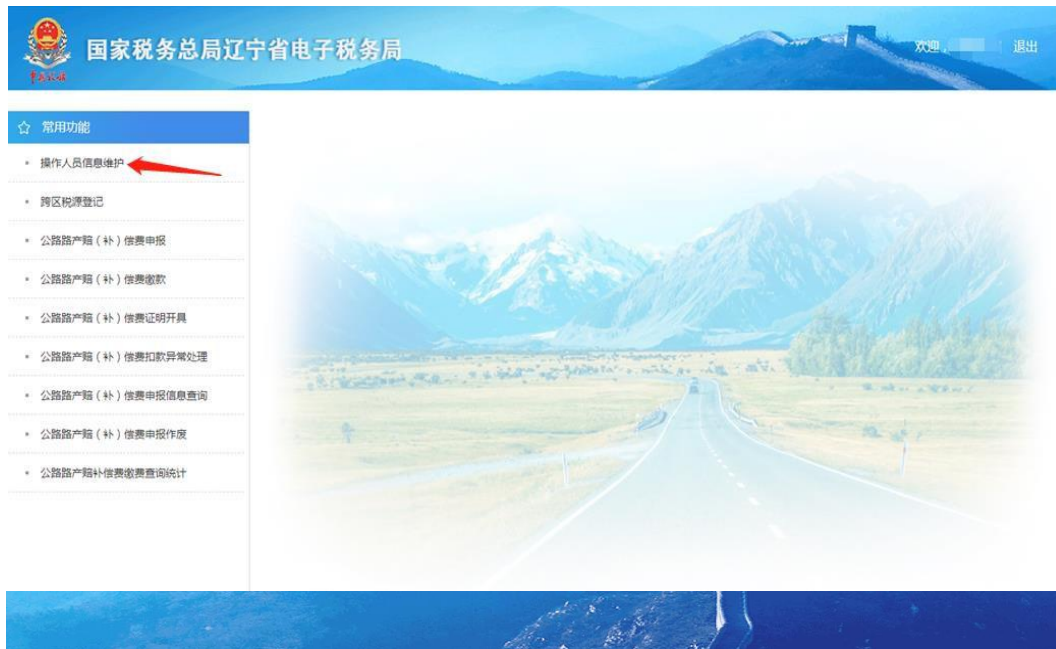 国家税务总局辽宁省电子税务局
欢迎， 退出
常用功能
操作人员信息维护
跨区税源登记
公路路产赔（补）偿费申报
公路路产赔（补）偿费缴款
公路路产赔（补）偿费证明开具
公路路产赔（补）偿费扣款异常处理
公路路产赔（补）偿费申报信息查询
公路路产赔（补）偿费申报作废
公路路产赔补偿费缴费查询统计